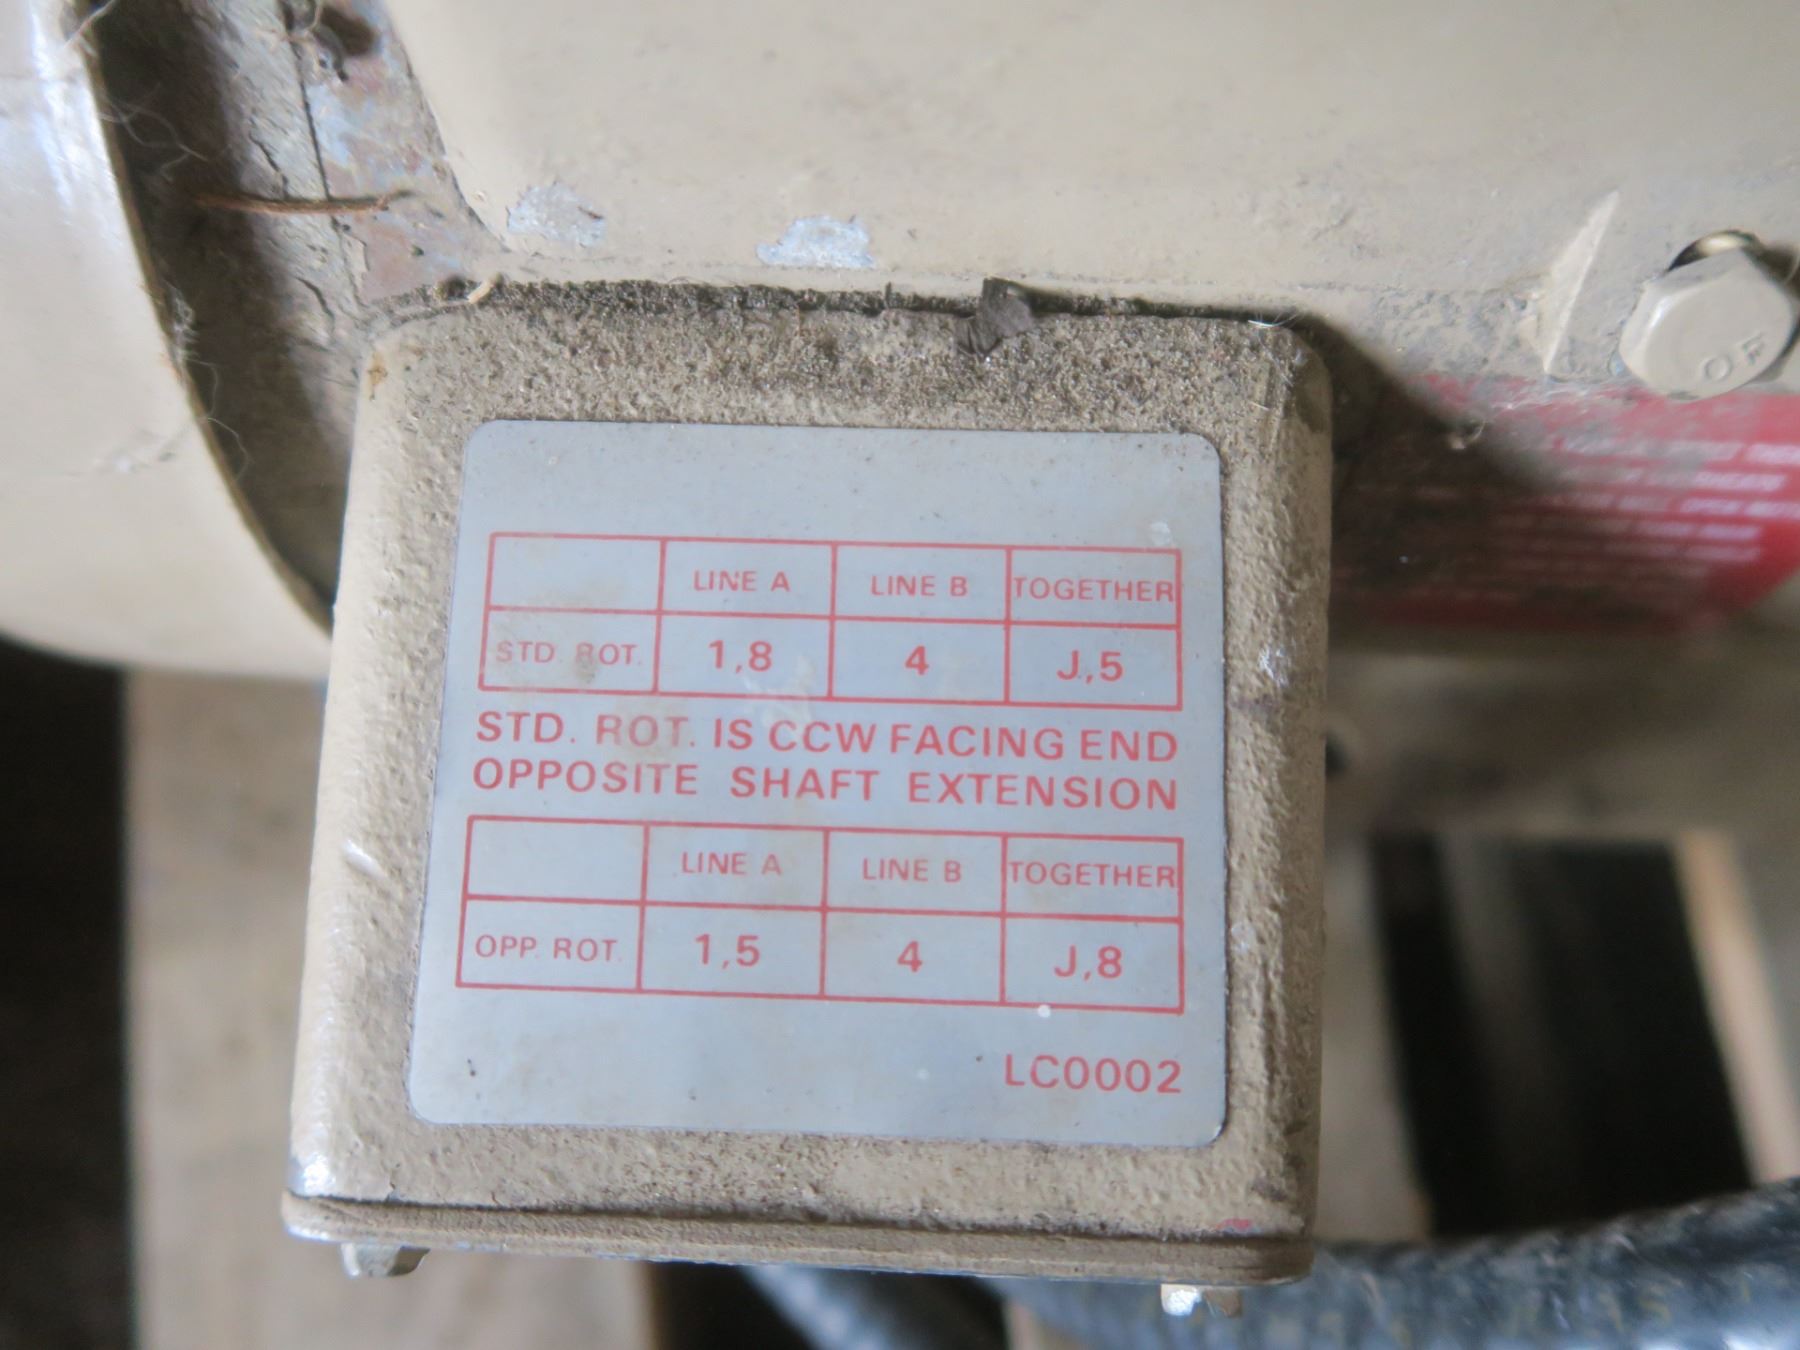 LINE A LINE B TOGETHER
STD. ROT. 1,8 4 J,5
STD. ROT. IS CCW FACING END
OPPOSITE SHAFT EXTENSION
LINE A LINE B TOGETHER
OPP. ROT. 1,5 4 J,8
LC0002
OF